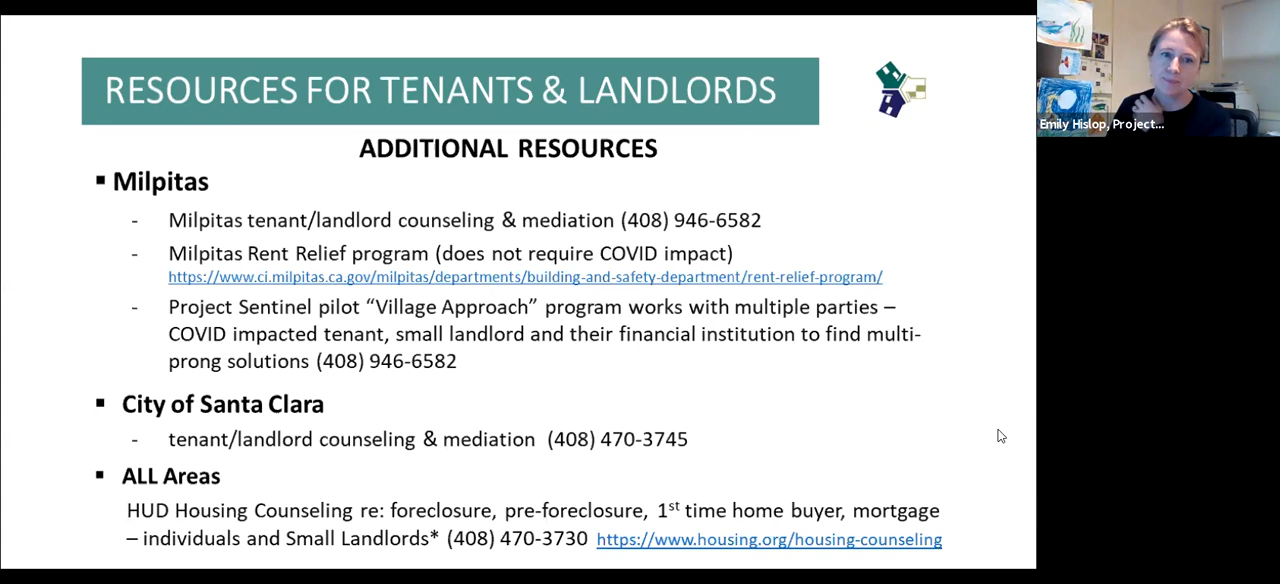 RESOURCES FOR TENANTS & LANDLORDS
Emily Hislop, Project...
ADDITIONAL RESOURCES
▪ Milpitas
- Milpitas tenant/landlord counseling & mediation (408) 946-6582
- Milpitas Rent Relief program (does not require COVID impact)
https://www.ci.milpitas.ca.gov/milpitas/departments/building-and-safety-department/rent-relief-program/
- Project Sentinel pilot “Village Approach” program works with multiple parties –
COVID impacted tenant, small landlord and their financial institution to find multi-
prong solutions (408) 946-6582
▪ City of Santa Clara
- tenant/landlord counseling & mediation (408) 470-3745
▪ ALL Areas
HUD Housing Counseling re: foreclosure, pre-foreclosure, 1st time home buyer, mortgage
– individuals and Small Landlords* (408) 470-3730 https://www.housing.org/housing-counseling